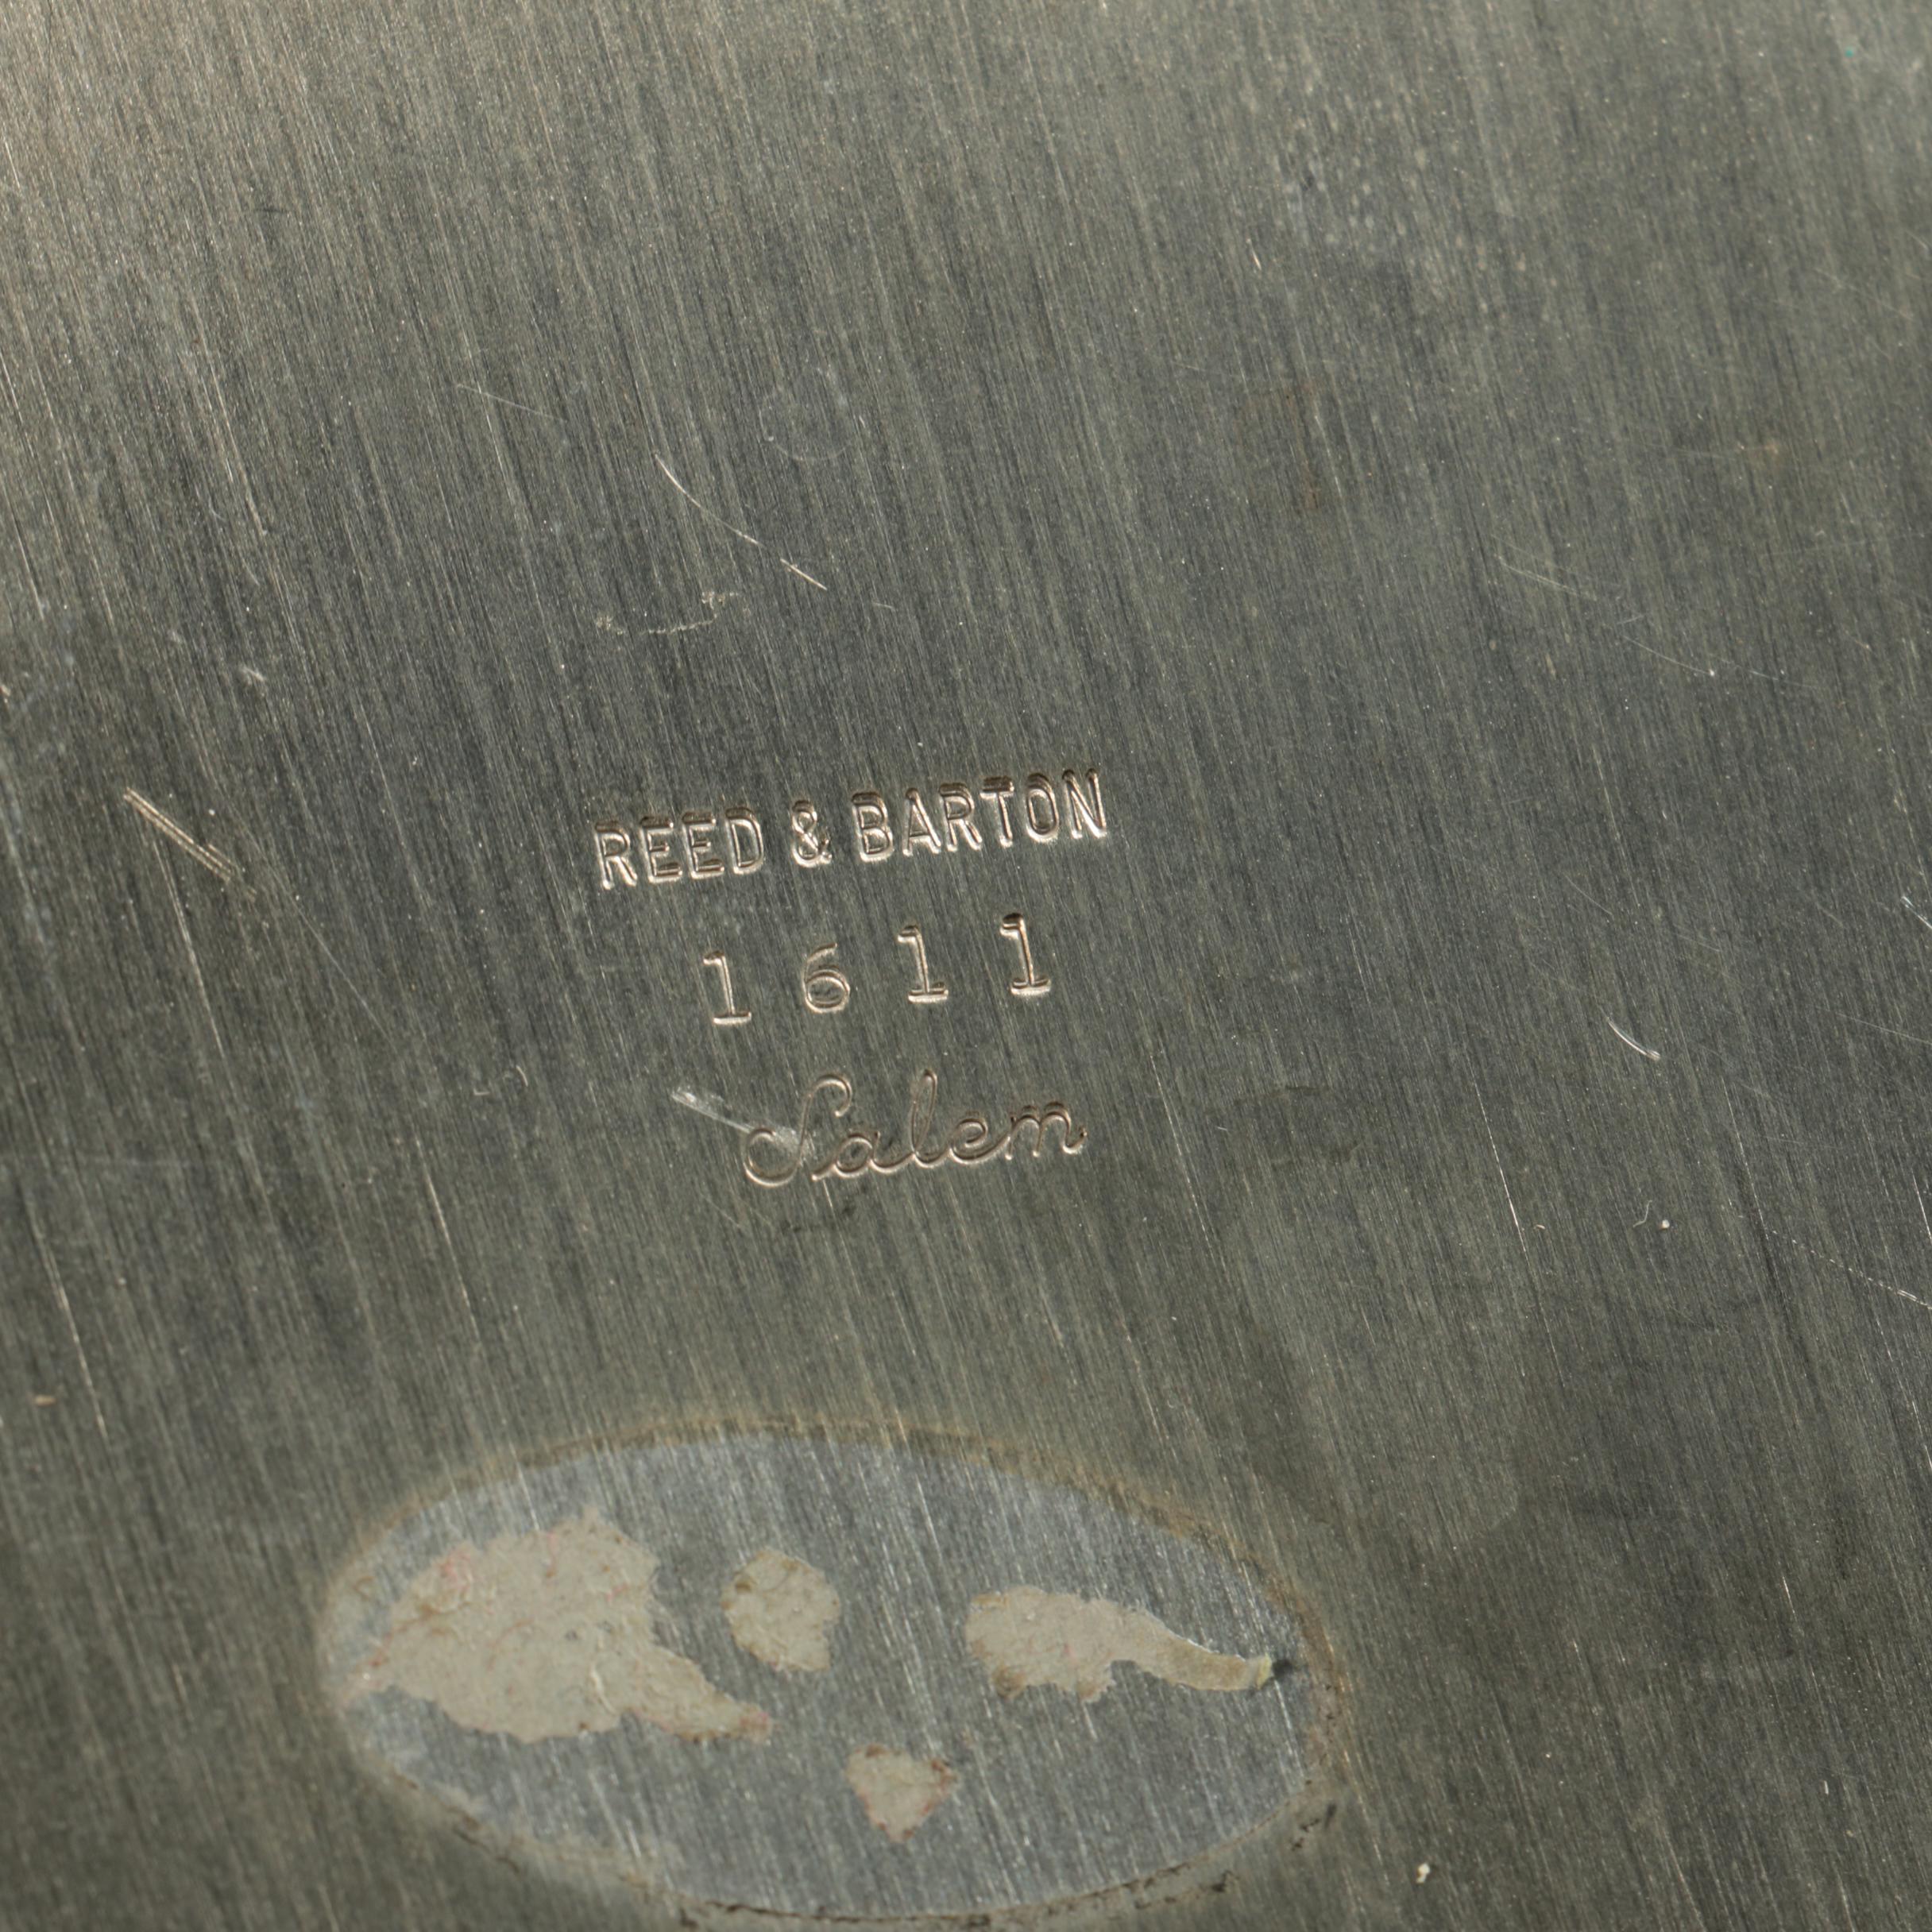 REED & BARTON
1611
Salem